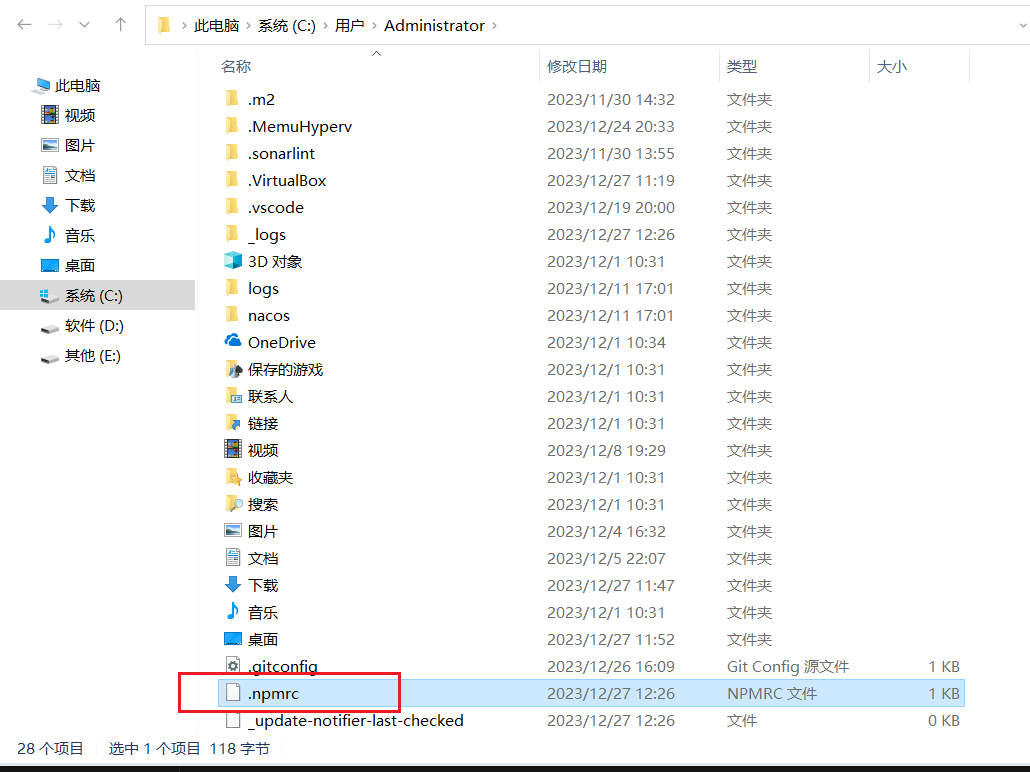 此电脑 › 系统 (C:) › 用户 › Administrator ›
名称 修改日期 类型 大小
此电脑
视频
图片
文档
下载
音乐
桌面
系统 (C:)
软件 (D:)
其他 (E:)
.m2 2023/11/30 14:32 文件夹
.MemuHyperv 2023/12/24 20:33 文件夹
.sonarlint 2023/11/30 13:55 文件夹
.VirtualBox 2023/12/27 11:19 文件夹
.vscode 2023/12/19 20:00 文件夹
_logs 2023/12/27 12:26 文件夹
3D 对象 2023/12/1 10:31 文件夹
logs 2023/12/11 17:01 文件夹
nacos 2023/12/11 17:01 文件夹
OneDrive 2023/12/1 10:34 文件夹
保存的游戏 2023/12/1 10:31 文件夹
联系人 2023/12/1 10:31 文件夹
链接 2023/12/1 10:31 文件夹
视频 2023/12/8 19:29 文件夹
收藏夹 2023/12/1 10:31 文件夹
搜索 2023/12/1 10:31 文件夹
图片 2023/12/4 16:32 文件夹
文档 2023/12/5 22:07 文件夹
下载 2023/12/27 11:47 文件夹
音乐 2023/12/1 10:31 文件夹
桌面 2023/12/27 11:52 文件夹
.gitconfig 2023/12/26 16:09 Git Config 源文件 1 KB
.npmrc 2023/12/27 12:26 NPMRC 文件 1 KB
_update-notifier-last-checked 2023/12/27 12:26 文件 0 KB
28 个项目 选中 1 个项目 118 字节